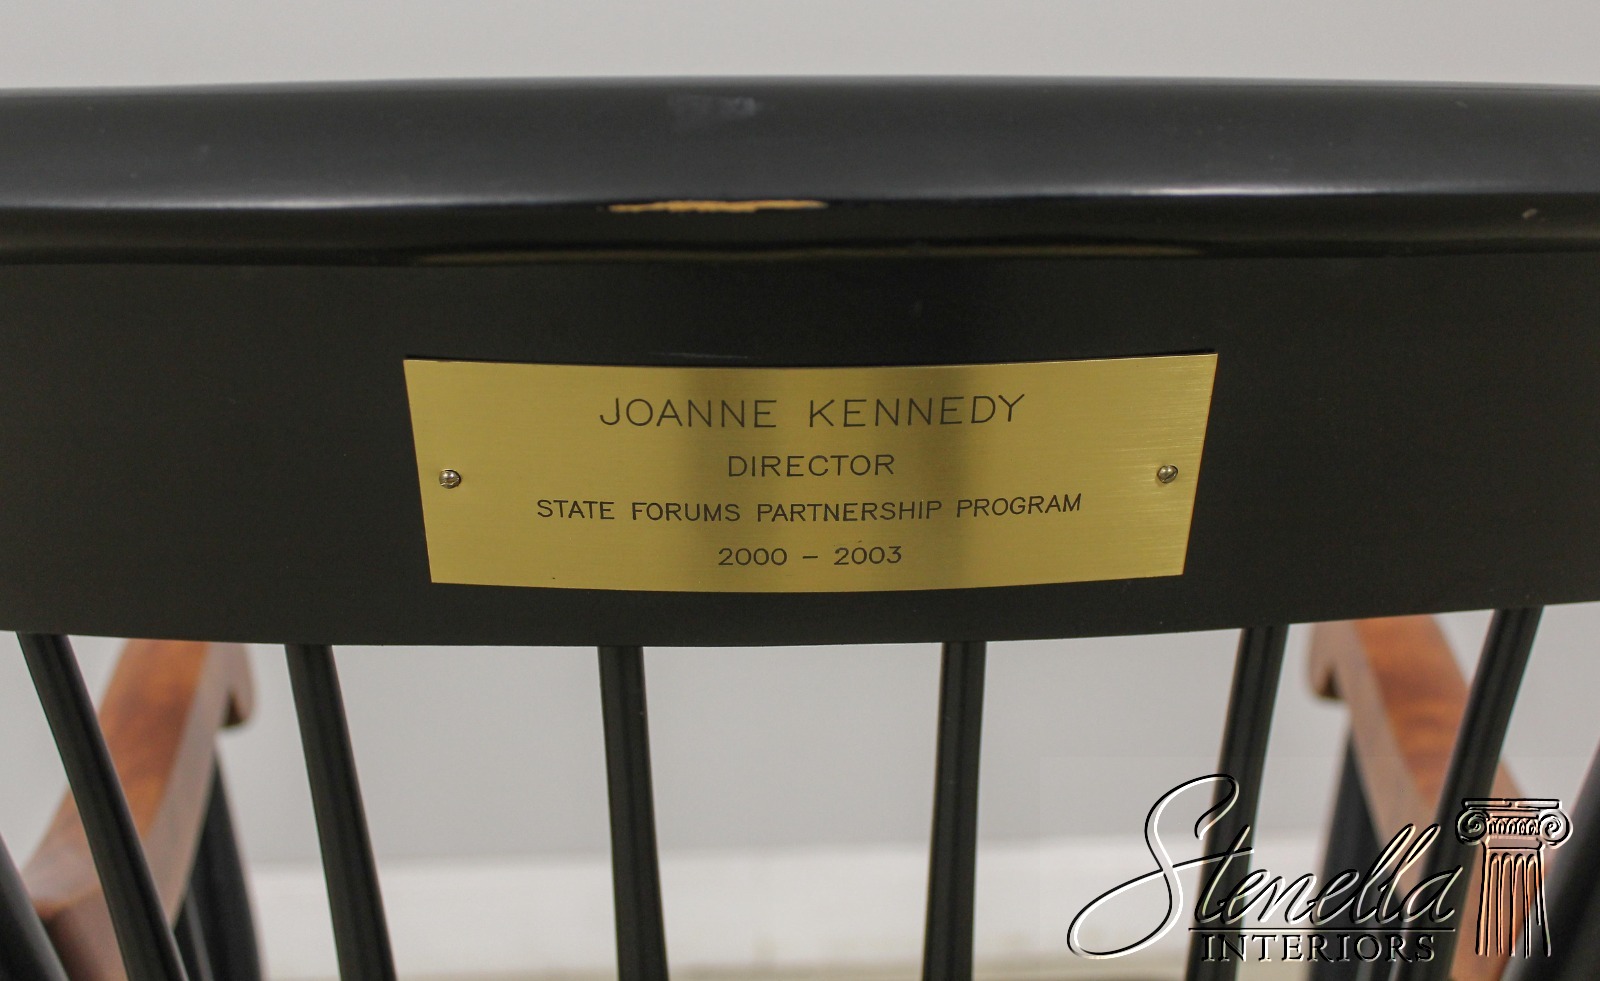 JOANNE KENNEDY
DIRECTOR
STATE FORUMS PARTNERSHIP PROGRAM
2000 - 2003
Stenella
INTERIORS